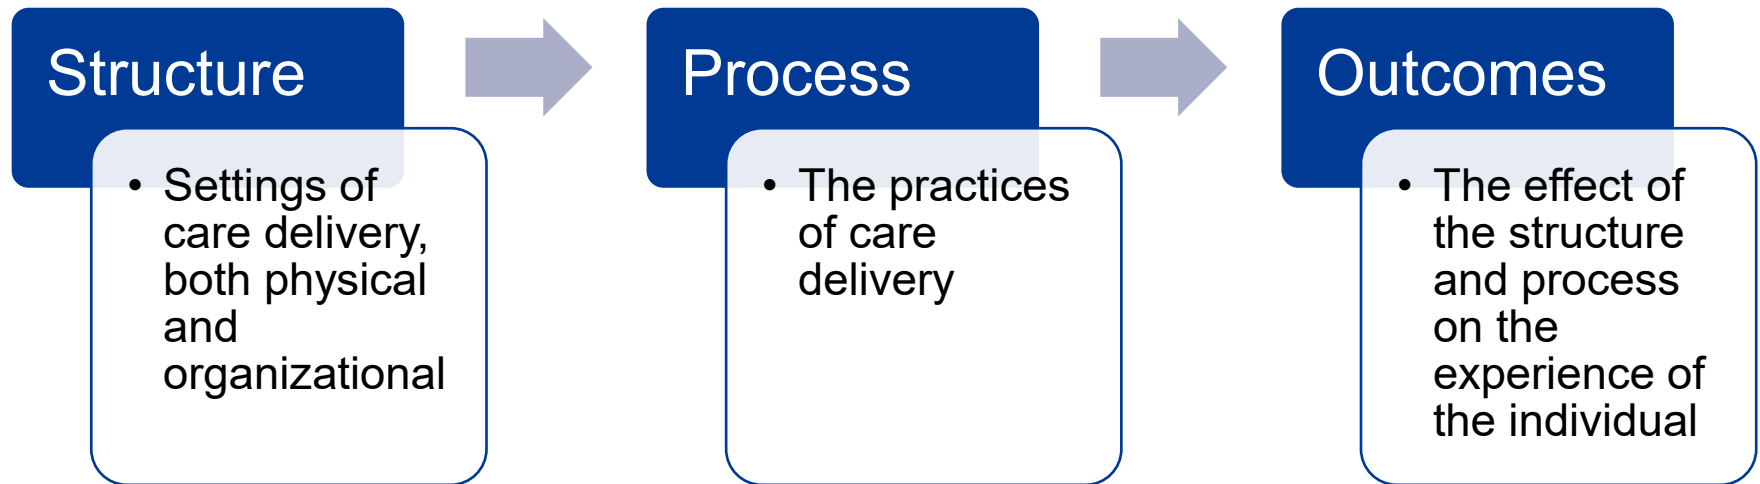 Structure
• Settings of
care delivery,
both physical
and
organizational
Process
• The practices
of care
delivery
Outcomes
• The effect of
the structure
and process
on the
experience of
the individual